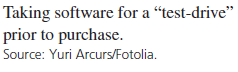 Taking software for a “test-drive”
prior to purchase.
Source: Yuri Arcurs/Fotolia.